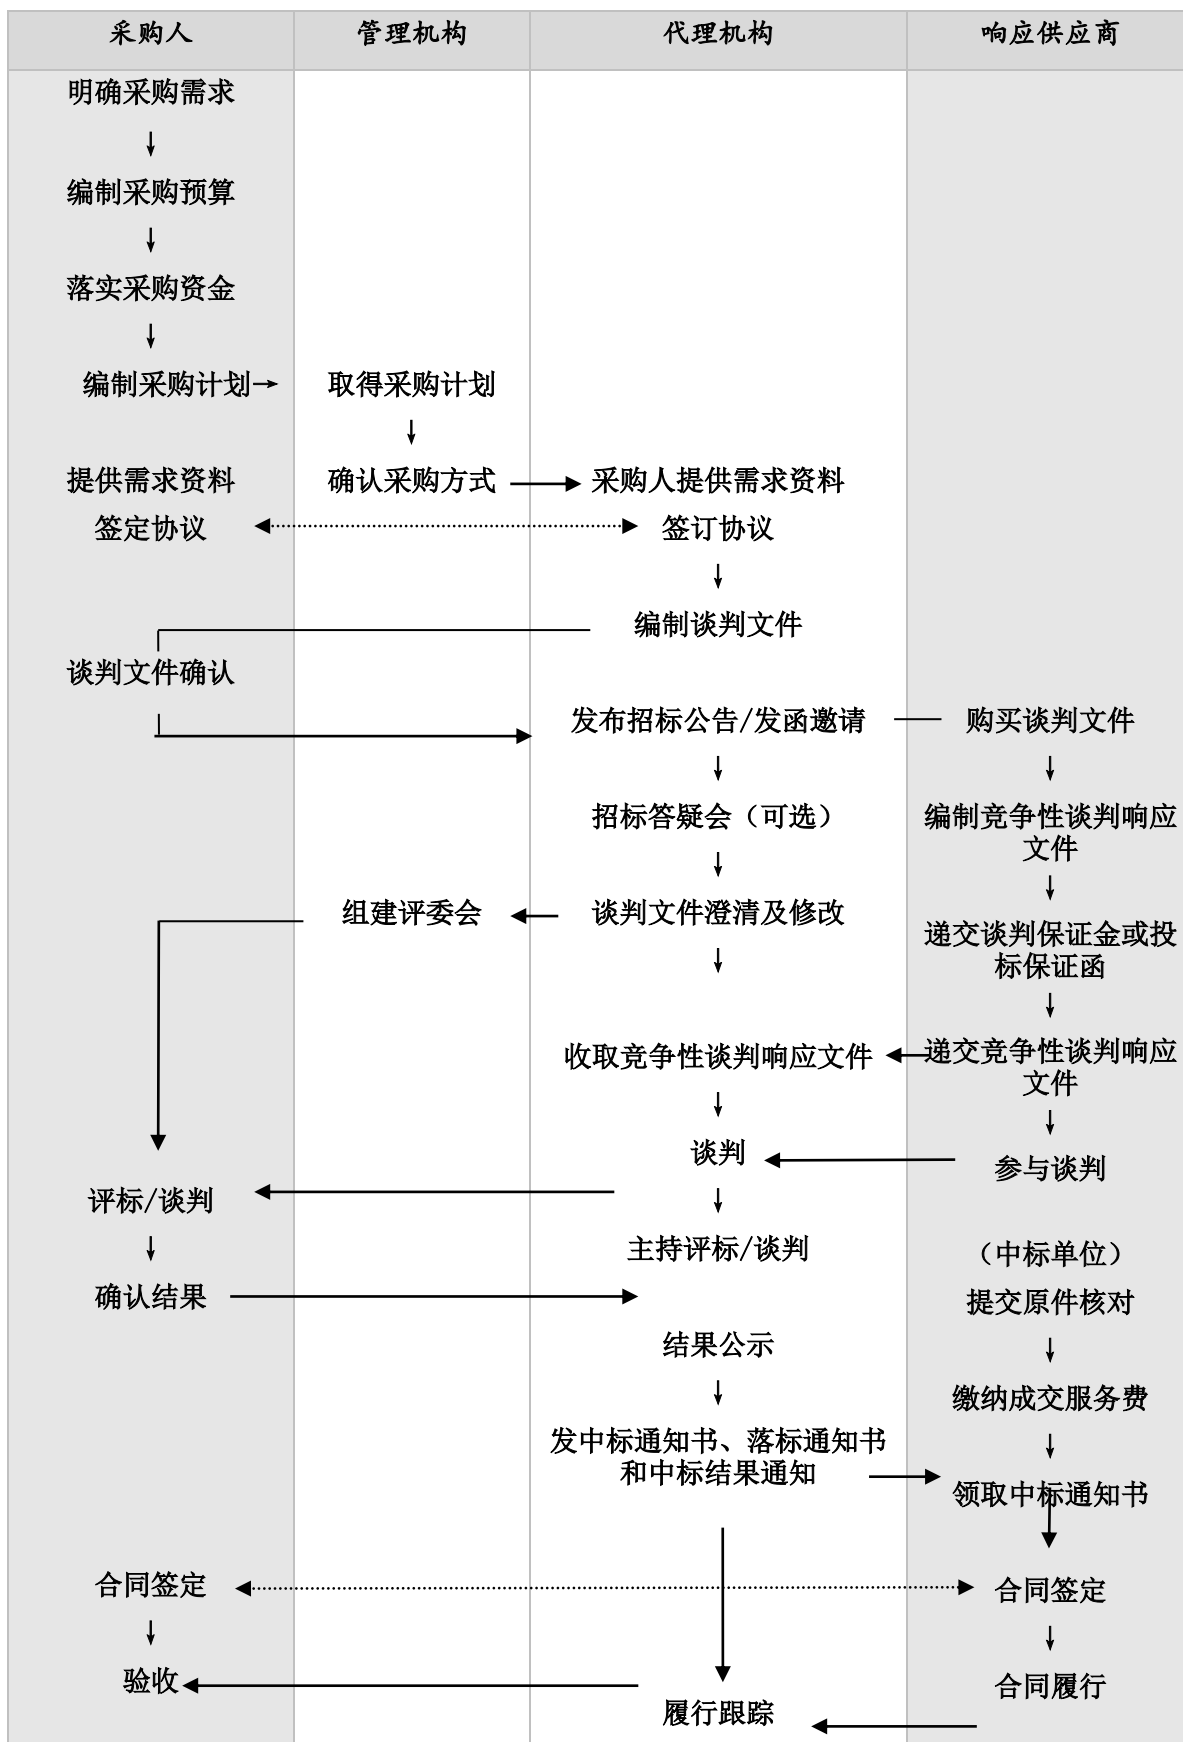 采购人 管理机构 代理机构 响应供应商
明确采购需求
编制采购预算
落实采购资金
编制采购计划 取得采购计划
提供需求资料 确认采购方式 采购人提供需求资料
签定协议 签订协议
编制谈判文件
谈判文件确认
发布招标公告/发函邀请 购买谈判文件
招标答疑会（可选） 编制竞争性谈判响应
文件
组建评委会 谈判文件澄清及修改 递交谈判保证金或投
标保证函
收取竞争性谈判响应文件 递交竞争性谈判响应
文件
谈判 参与谈判
评标/谈判
主持评标/谈判 （中标单位）
确认结果 提交原件核对
结果公示
缴纳成交服务费
发中标通知书、落标通知书
和中标结果通知 领取中标通知书
合同签定 合同签定
验收 合同履行
履行跟踪